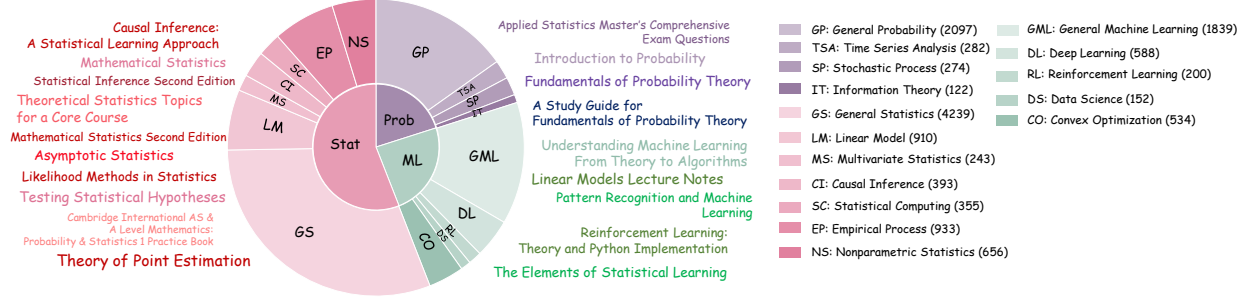 Causal Inference:
A Statistical Learning Approach
Mathematical Statistics
Statistical Inference Second Edition
Theoretical Statistics Topics
for a Core Course
Mathematical Statistics Second Edition
Asymptotic Statistics
Likelihood Methods in Statistics
Testing Statistical Hypotheses
Cambridge International AS &
A Level Mathematics:
Probability & Statistics 1 Practice Book
Theory of Point Estimation
NS
EP
SC
CI
MS
LM
GS
Stat
GP
TSA
SP
IT
Prob
ML
GML
DL
RL
DS
CO
Applied Statistics Master's Comprehensive
Exam Questions
Introduction to Probability
Fundamentals of Probability Theory
A Study Guide for
Fundamentals of Probability Theory
Understanding Machine Learning
From Theory to Algorithms
Linear Models Lecture Notes
Pattern Recognition and Machine
Learning
Reinforcement Learning:
Theory and Python Implementation
The Elements of Statistical Learning
GP: General Probability (2097)
TSA: Time Series Analysis (282)
SP: Stochastic Process (274)
IT: Information Theory (122)
GS: General Statistics (4239)
LM: Linear Model (910)
MS: Multivariate Statistics (243)
CI: Causal Inference (393)
SC: Statistical Computing (355)
EP: Empirical Process (933)
NS: Nonparametric Statistics (656)
GML: General Machine Learning (1839)
DL: Deep Learning (588)
RL: Reinforcement Learning (200)
DS: Data Science (152)
CO: Convex Optimization (534)